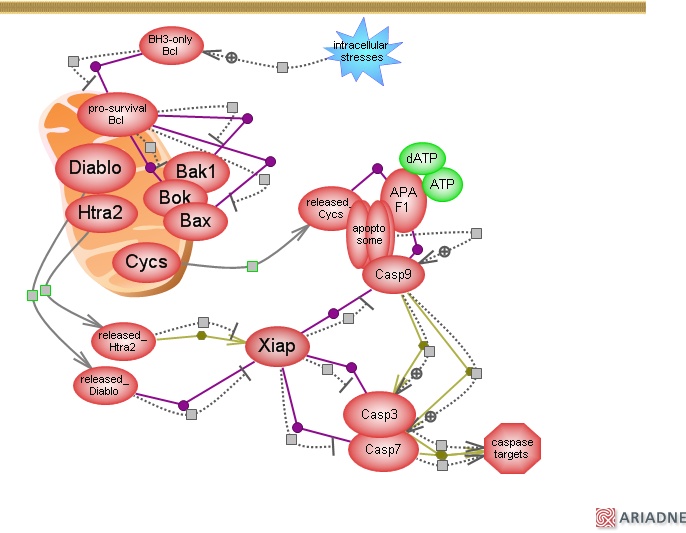 BH3-only
Bcl
intracellular
stresses
pro-survival
Bcl
Diablo
Bak1
dATP
ATP
Htra2
Bok
Bax
released_
Cycs
APA
F1
apopto
some
Cycs
Casp9
released_
Htra2
Xiap
released_
Diablo
Casp3
Casp7
caspase
targets
ARIADNE